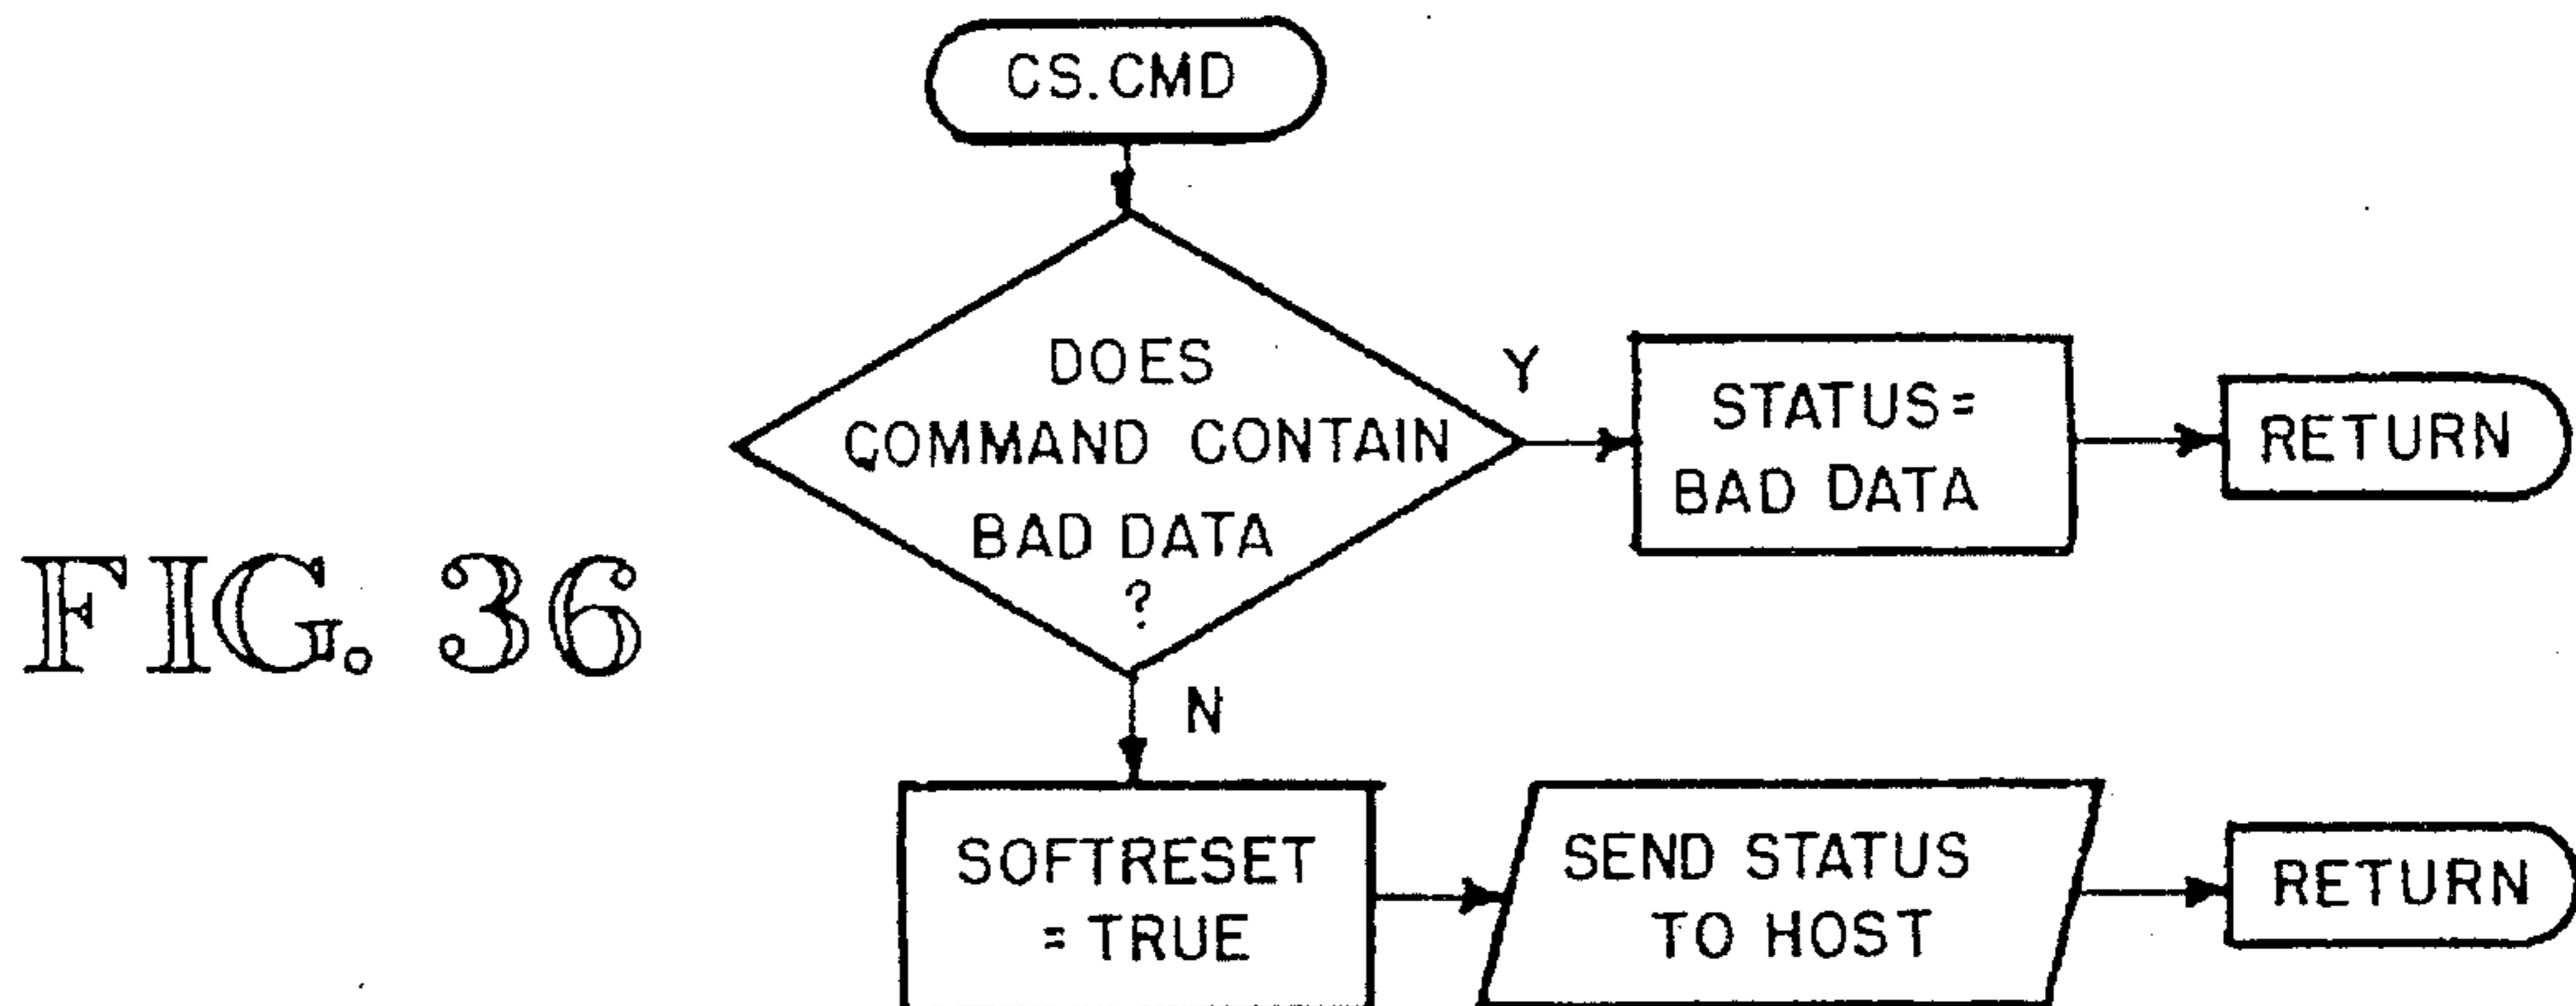 CS.CMD
DOES
COMMAND CONTAIN
BAD DATA
?
Y
STATUS=
BAD DATA
RETURN
N
SOFTRESET
= TRUE
SEND STATUS
TO HOST
RETURN
FIG. 36